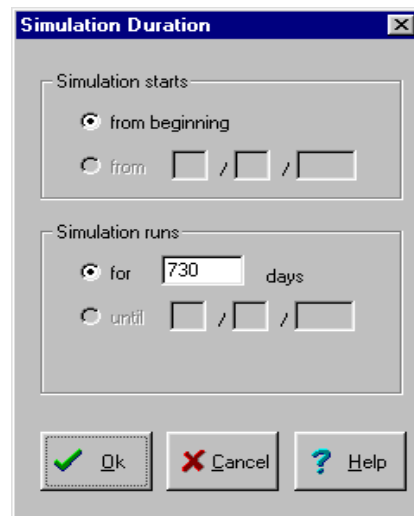 Simulation Duration
Simulation starts
from beginning
from / /
Simulation runs
for 730 days
until / /
Ok Cancel ? Help